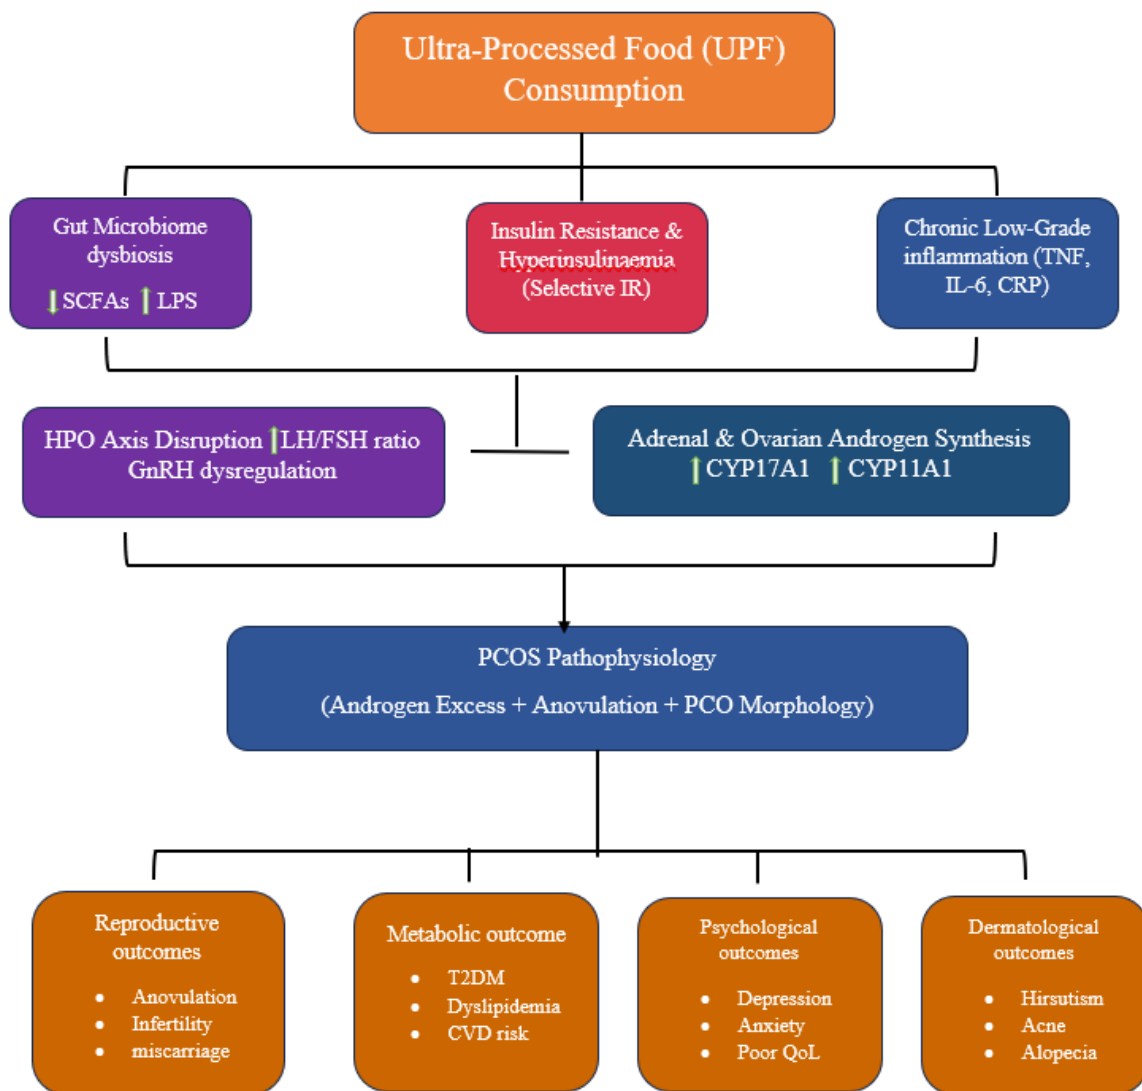 Ultra-Processed Food (UPF)
Consumption
Gut Microbiome
dysbiosis
↓SCFAs ↑LPS
Insulin Resistance &
Hyperinsulinaemia
(Selective IR)
Chronic Low-Grade
inflammation (TNF,
IL-6, CRP)
HPO Axis Disruption ↑LH/FSH ratio
GnRH dysregulation
Adrenal & Ovarian Androgen Synthesis
↑CYP17A1 ↑CYP11A1
PCOS Pathophysiology
(Androgen Excess + Anovulation + PCO Morphology)
Reproductive
outcomes
• Anovulation
• Infertility
• miscarriage
Metabolic outcome
• T2DM
• Dyslipidemia
• CVD risk
Psychological
outcomes
• Depression
• Anxiety
• Poor QoL
Dermatological
outcomes
• Hirsutism
• Acne
• Alopecia